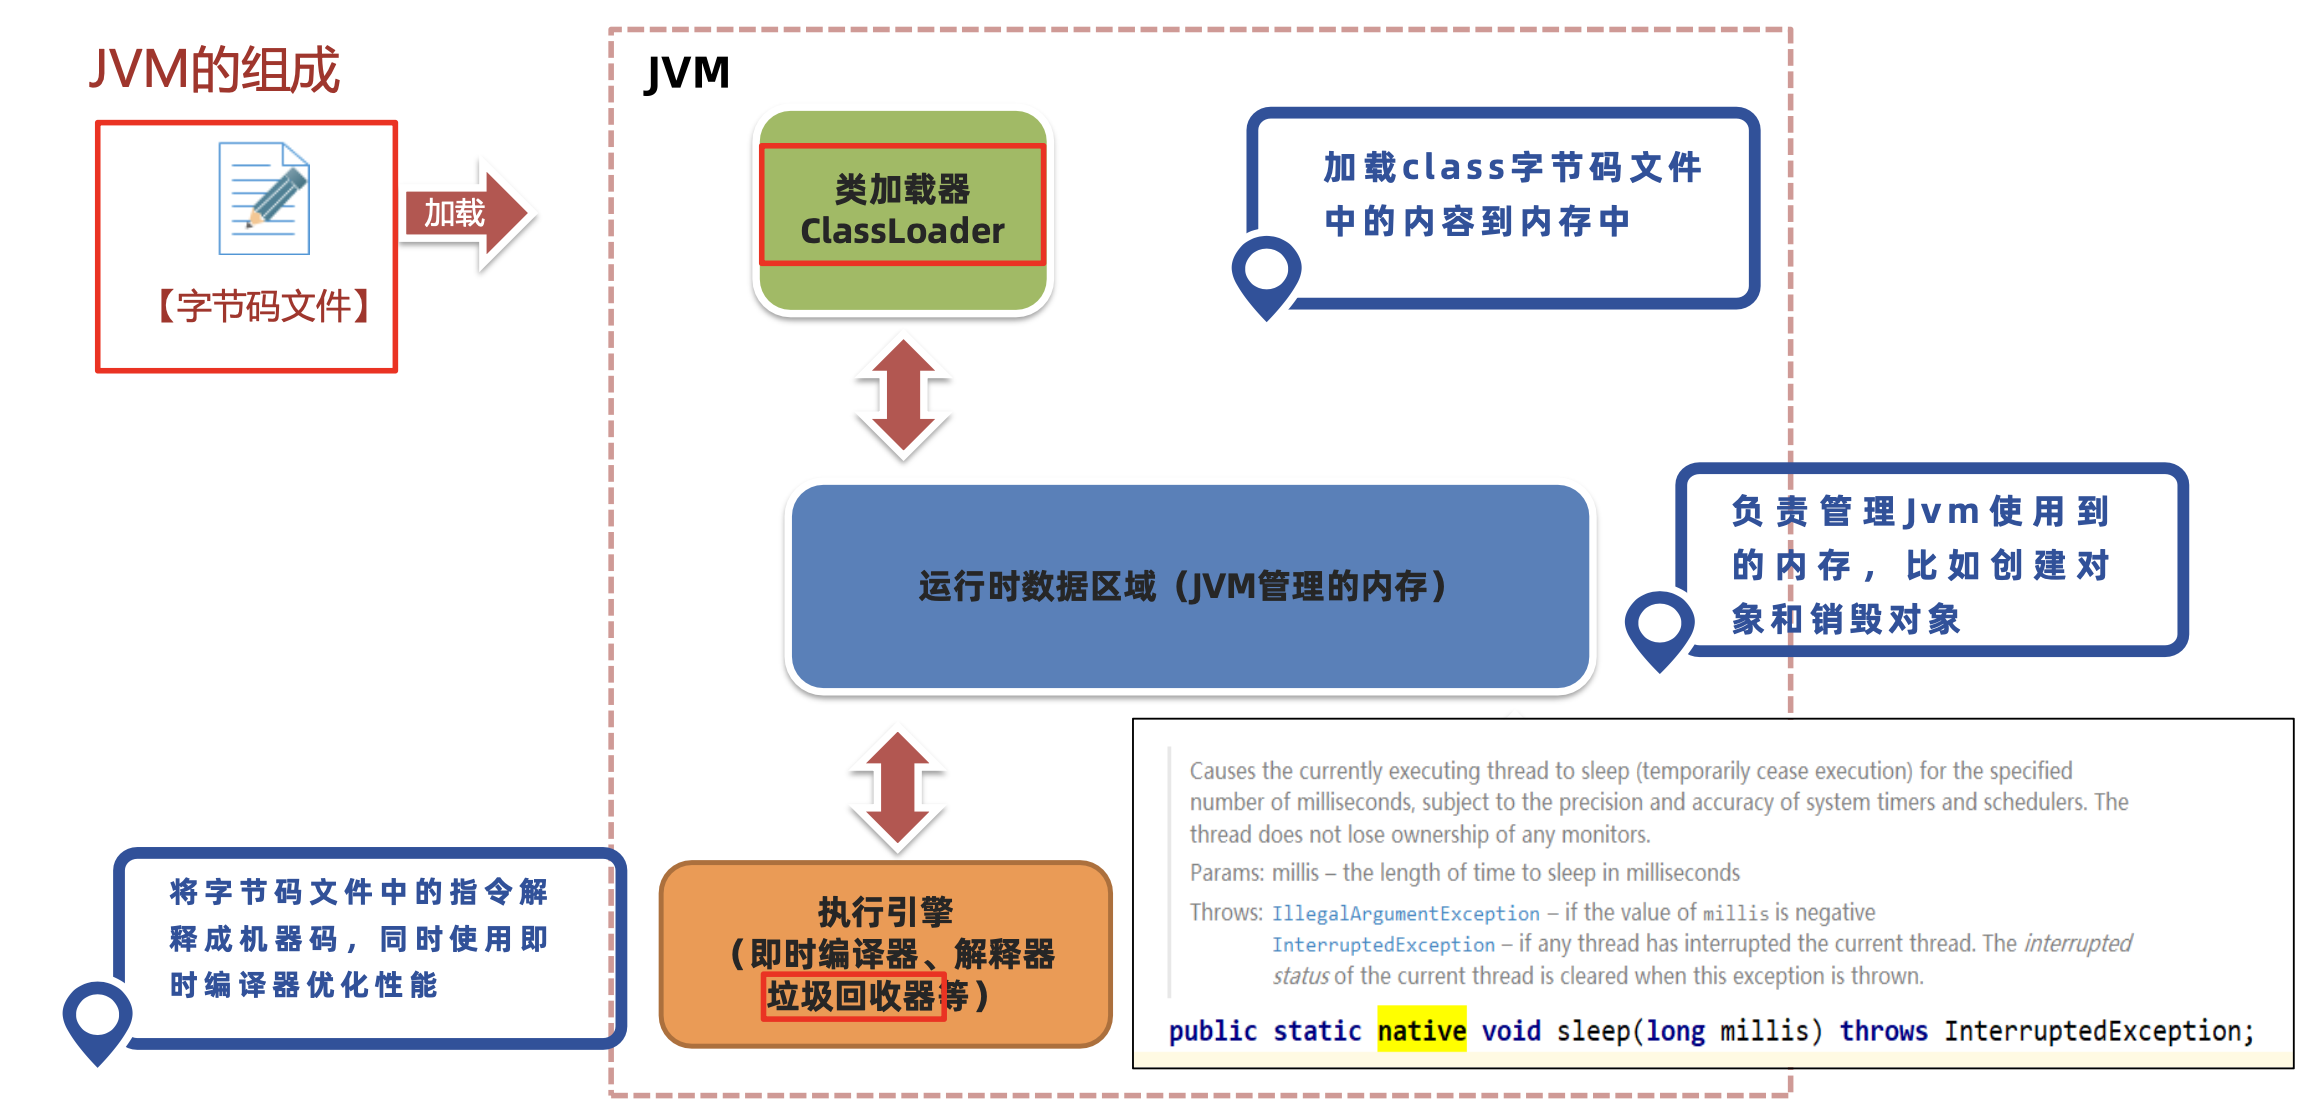 JVM的组成
【字节码文件】
加载
JVM
类加载器
ClassLoader
加载class字节码文件
中的内容到内存中
运行时数据区域（JVM管理的内存）
负责管理Jvm使用到
的内存，比如创建对
象和销毁对象
将字节码文件中的指令解
释成机器码，同时使用即
时编译器优化性能
执行引擎
（即时编译器、解释器
垃圾回收器等）
Causes the currently executing thread to sleep (temporarily cease execution) for the specified
number of milliseconds, subject to the precision and accuracy of system timers and schedulers. The
thread does not lose ownership of any monitors.
Params: millis – the length of time to sleep in milliseconds
Throws: IllegalArgumentException – if the value of millis is negative
InterruptedException – if any thread has interrupted the current thread. The interrupted
status of the current thread is cleared when this exception is thrown.
public static native void sleep(long millis) throws InterruptedException;